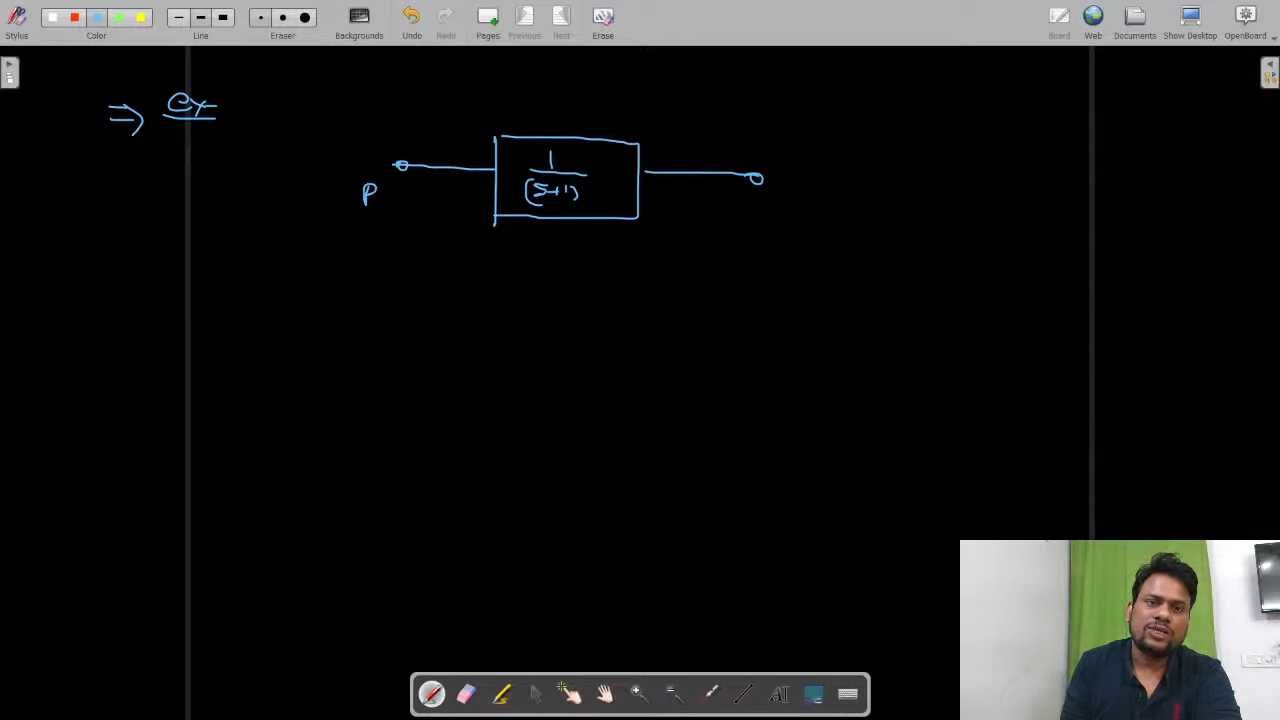 Stylus Color Line Eraser Backgrounds Undo Redo Pages Previous Next Erase Board Web Documents Show Desktop OpenBoard
⇒ ex
1
P (s+1)